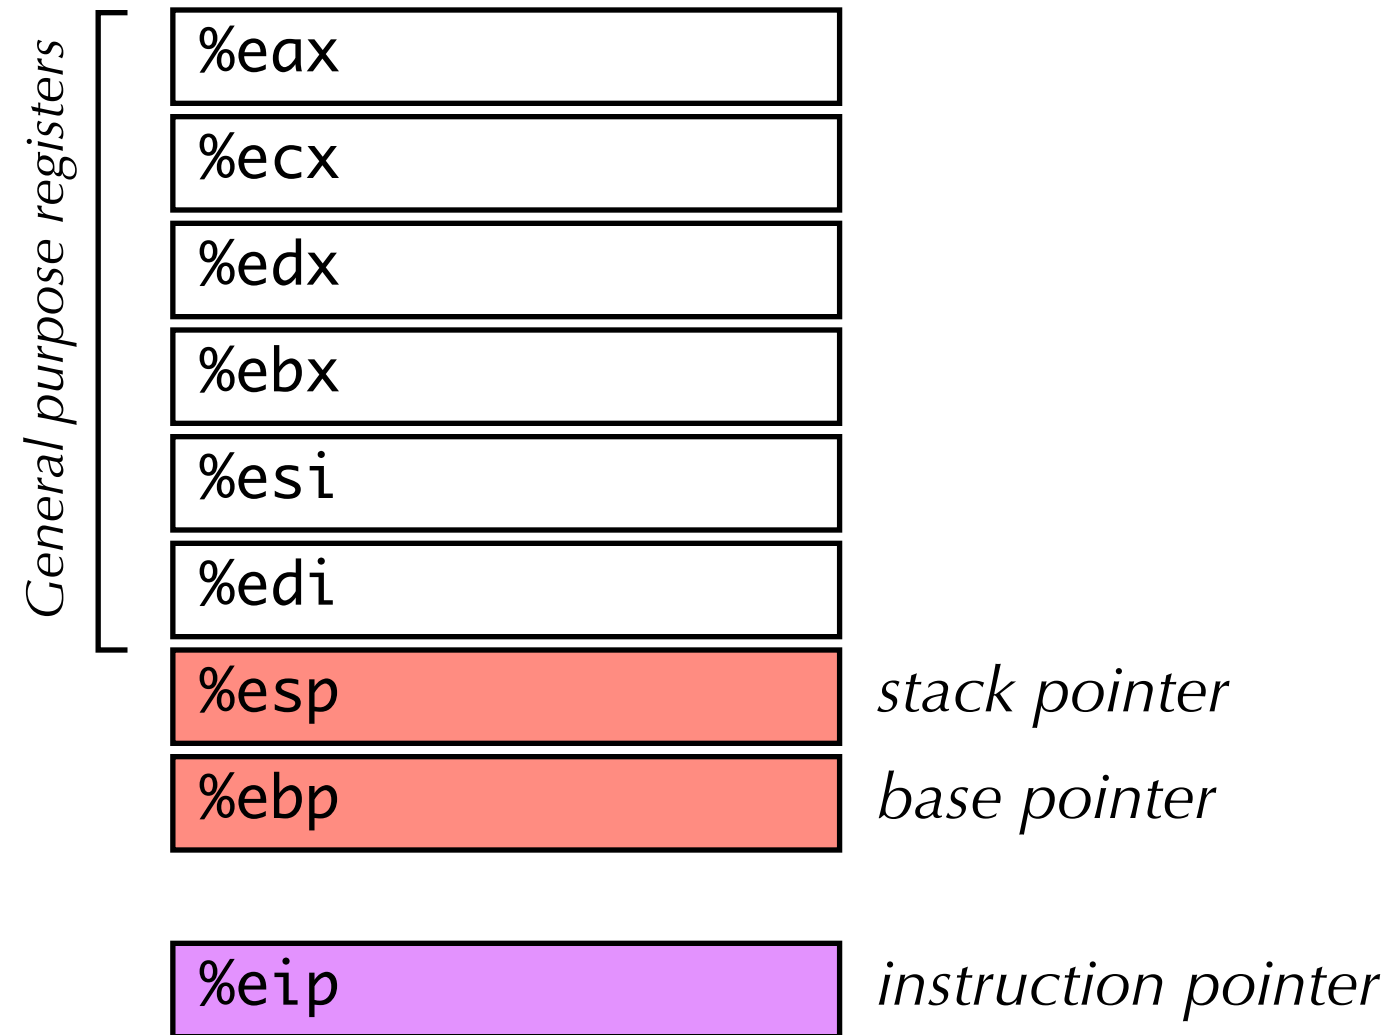 General purpose registers
%eax
%ecx
%edx
%ebx
%esi
%edi
%esp stack pointer
%ebp base pointer
%eip instruction pointer